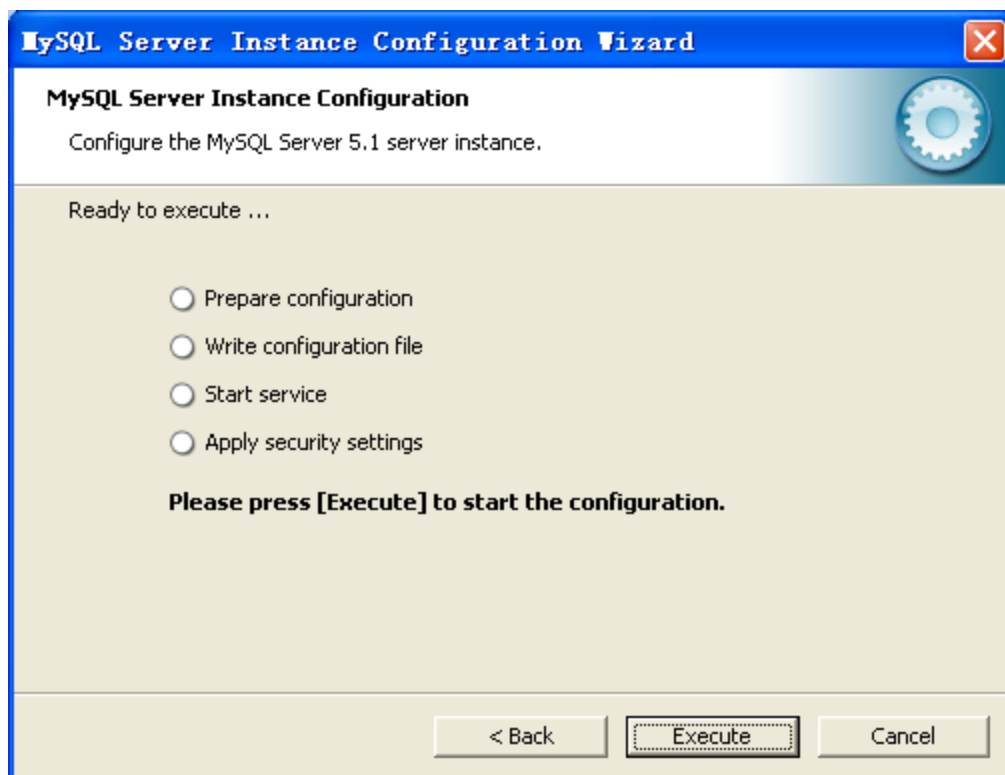 MySQL Server Instance Configuration Wizard
MySQL Server Instance Configuration
Configure the MySQL Server 5.1 server instance.
Ready to execute ...
Prepare configuration
Write configuration file
Start service
Apply security settings
Please press [Execute] to start the configuration.
< Back
Execute
Cancel